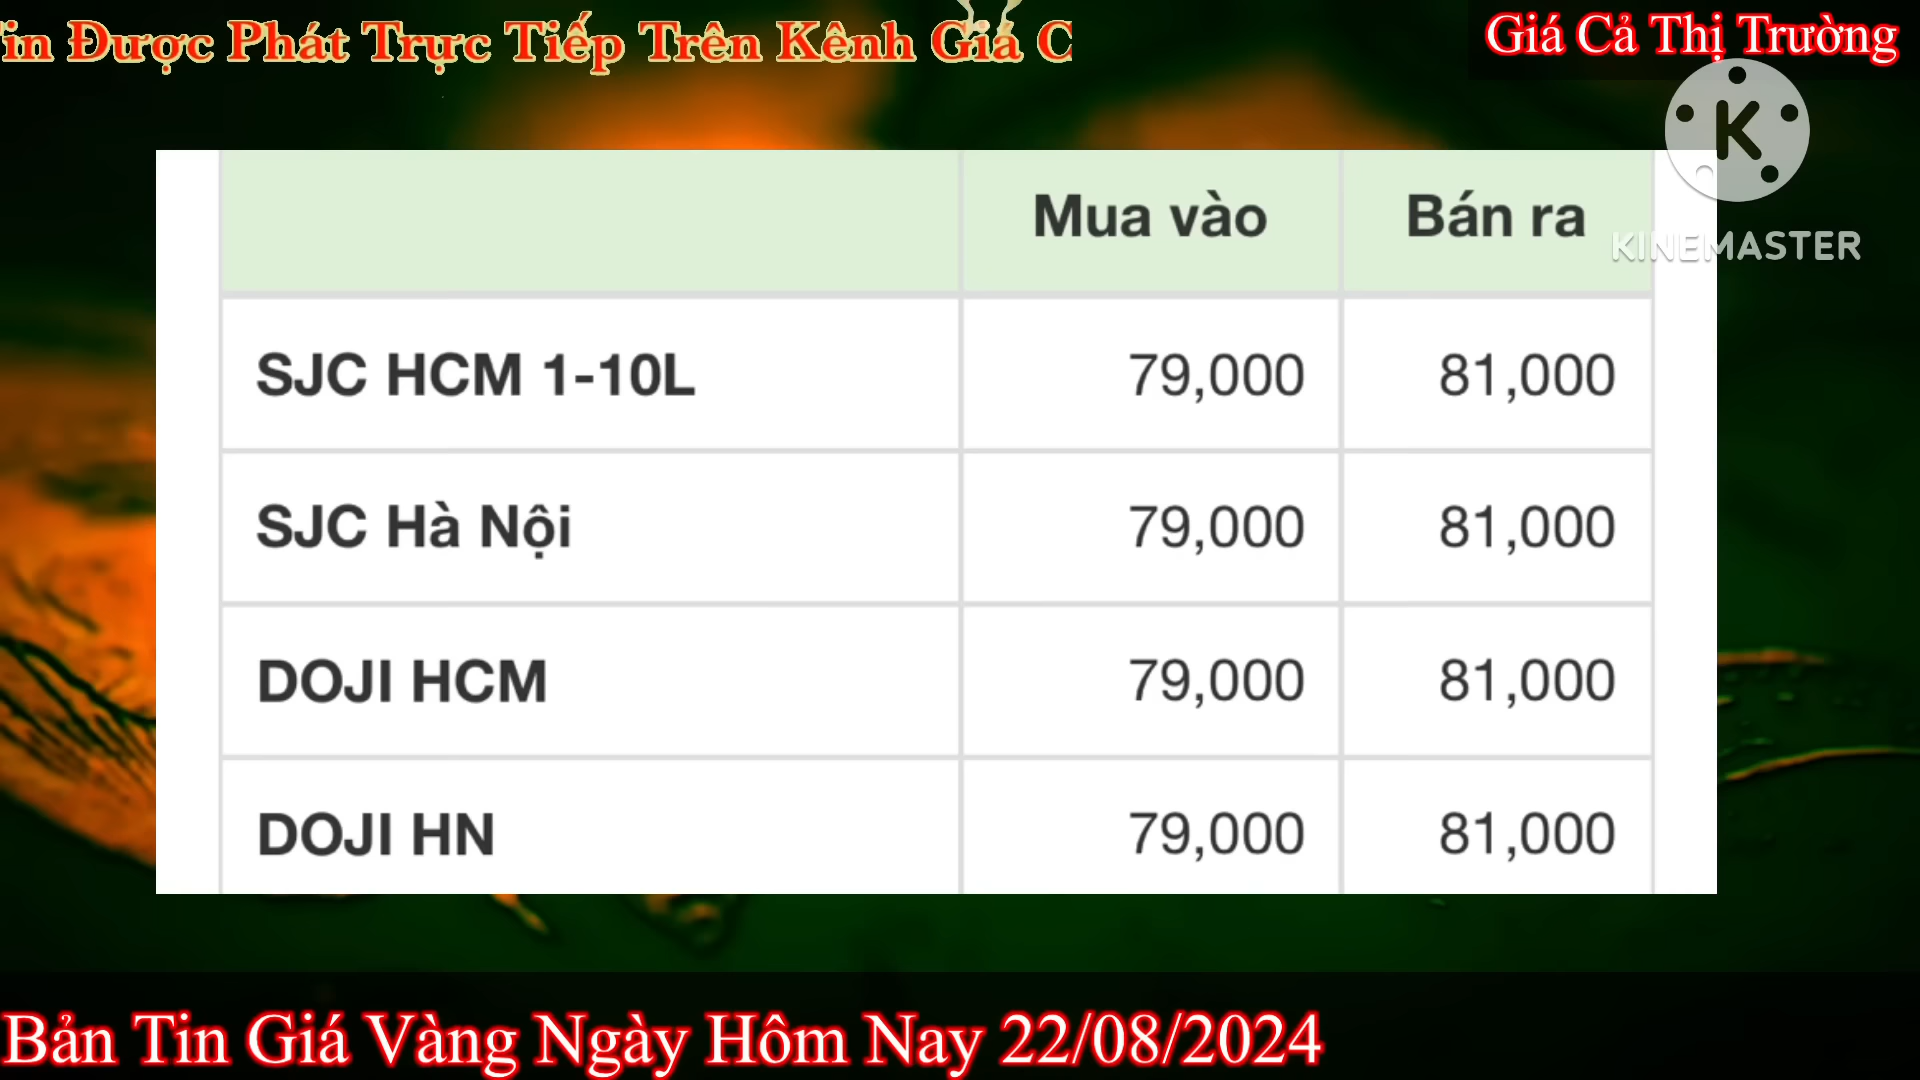 in Được Phát Trực Tiếp Trên Kênh Giá C
Giá Cả Thị Trường
K
KINEMASTER
Mua vào Bán ra
SJC HCM 1-10L 79,000 81,000
SJC Hà Nội 79,000 81,000
DOJI HCM 79,000 81,000
DOJI HN 79,000 81,000
Bản Tin Giá Vàng Ngày Hôm Nay 22/08/2024